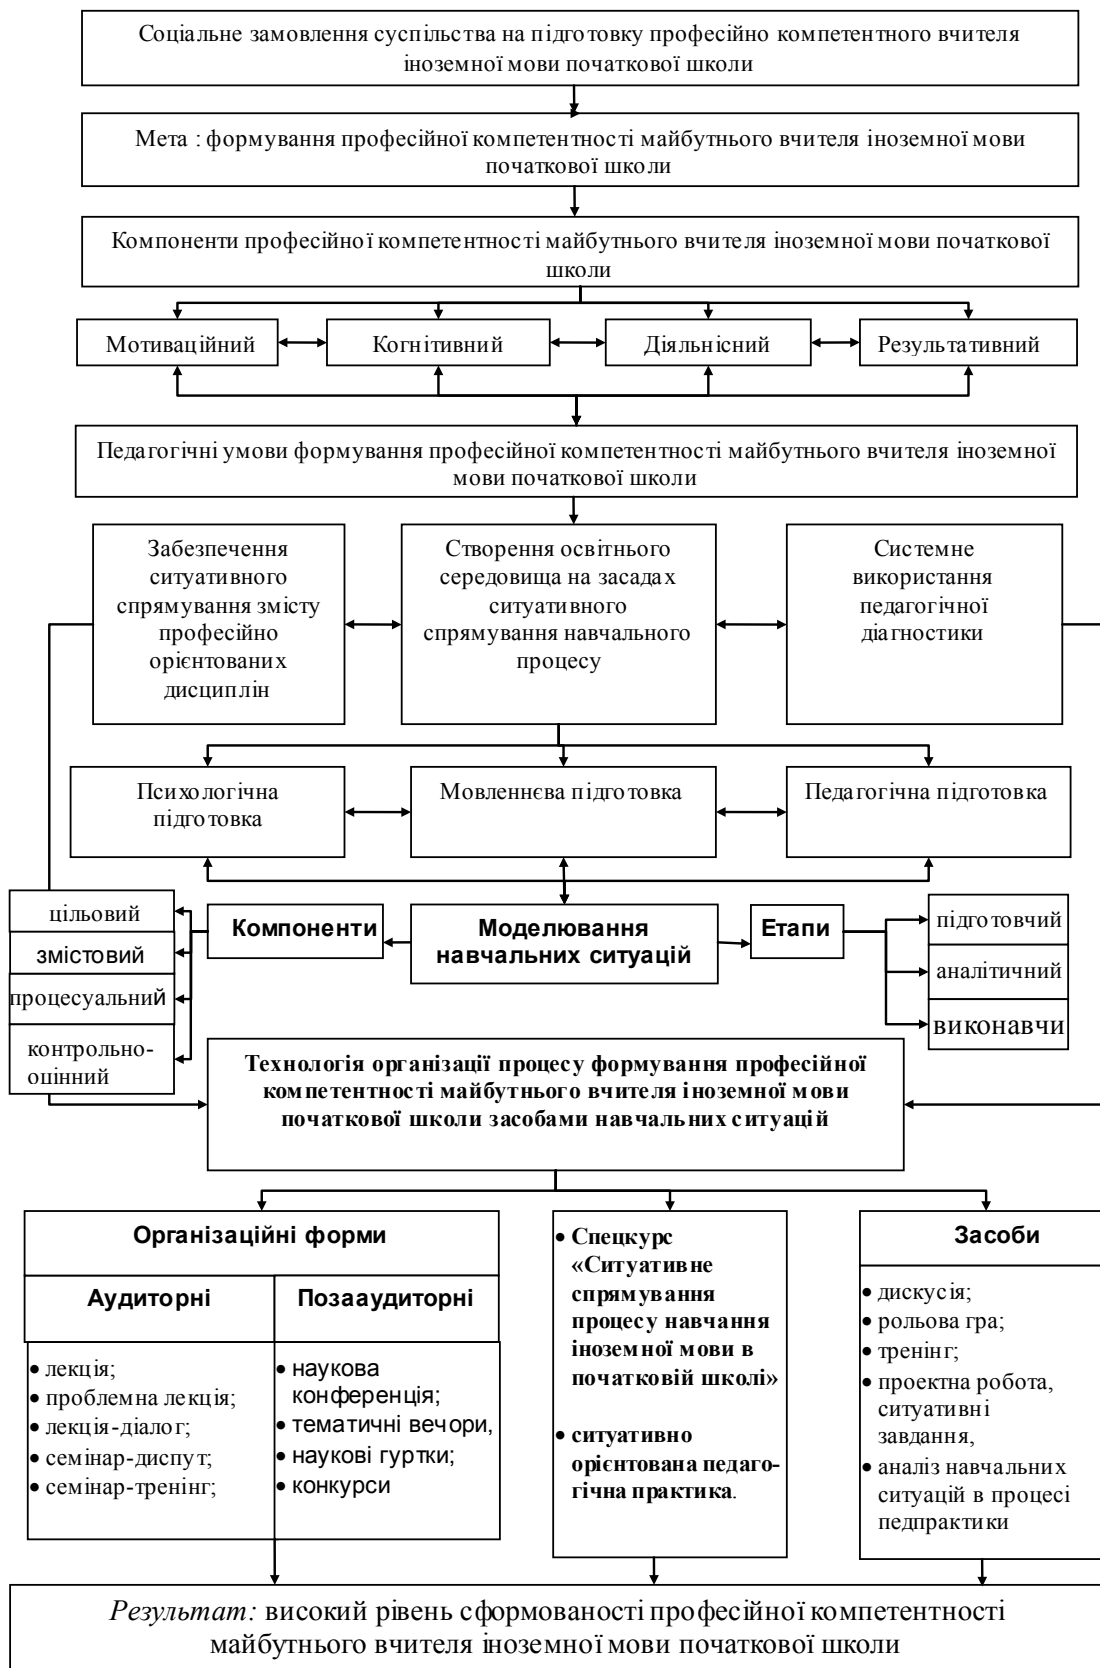 Соціальне замовлення суспільства на підготовку професійно компетентного вчителя
іноземної мови початкової школи
Мета : формування професійної компетентності майбутнього вчителя іноземної мови
початкової школи
Компоненти професійної компетентності майбутнього вчителя іноземної мови початкової
школи
Мотиваційний
Когнітивний
Діяльнісний
Результативний
Педагогічні умови формування професійної компетентності майбутнього вчителя іноземної
мови початкової школи
Забезпечення
ситуативного
спрямування змісту
професійно
орієнтованих
дисциплін
Створення освітнього
середовища на засадах
ситуативного
спрямування навчального
процесу
Системне
використання
педагогічної
діагностики
Психологічна
підготовка
Мовленнєва підготовка
Педагогічна підготовка
цільовий
змістовий
процесуальний
контрольно-
оцінний
Компоненти
Моделювання
навчальних ситуацій
Етапи
підготовчий
аналітичний
виконавчи
Технологія організації процесу формування професійної
компетентності майбутнього вчителя іноземної мови
початкової школи засобами навчальних ситуацій
Організаційні форми
Аудиторні
• лекція;
• проблемна лекція;
• лекція-діалог;
• семінар-диспут;
• семінар-тренінг;
Позааудиторні
• наукова
конференція;
• тематичні вечори,
• наукові гуртки;
• конкурси
• Спецкурс
«Ситуативне
спрямування
процесу навчання
іноземної мови в
початковій школі»
• ситуативно
орієнтована педаго-
гічна практика.
Засоби
• дискусія;
• рольова гра;
• тренінг;
• проектна робота,
ситуативні
завдання,
• аналіз навчальних
ситуацій в процесі
педпрактики
Результат: високий рівень сформованості професійної компетентності
майбутнього вчителя іноземної мови початкової школи